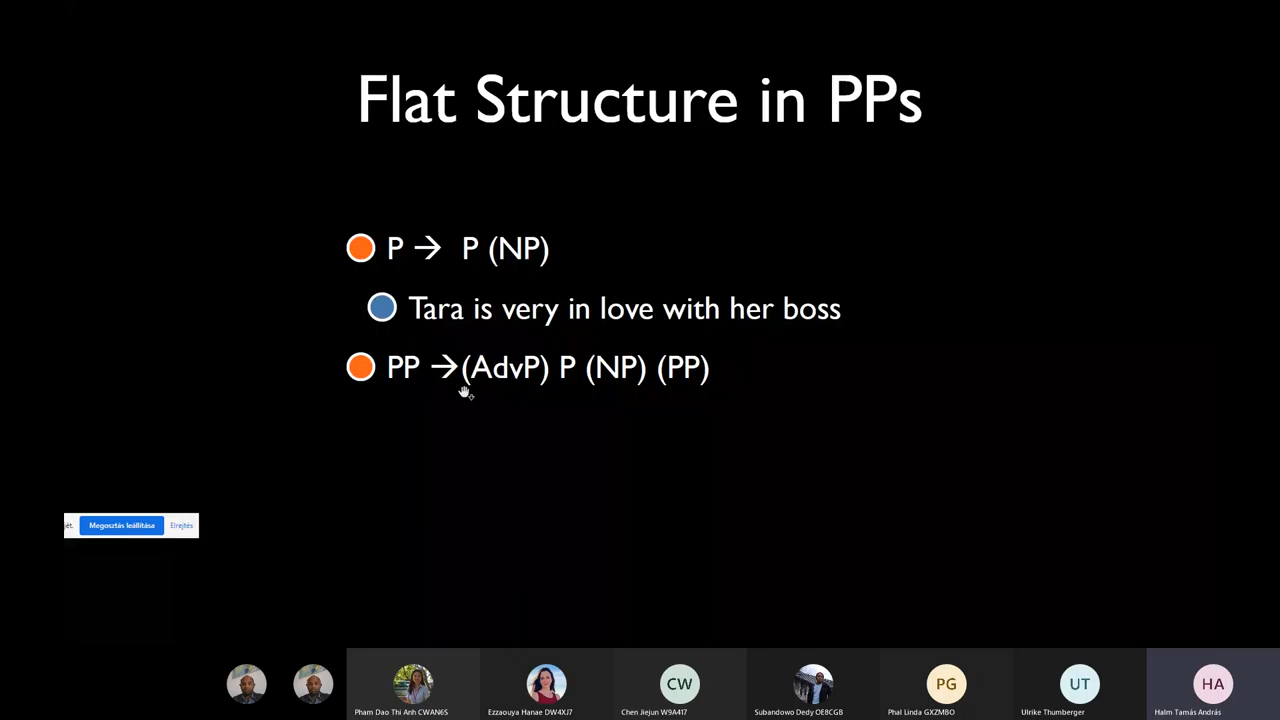 Flat Structure in PPs
P → P (NP)
Tara is very in love with her boss
PP →(AdvP) P (NP) (PP)
ét. Megosztás leállítása Elrejtés
CW PG UT HA
Pham Dao Thi Anh CWAN6S Ezzaouya Hanae DW4XJ7 Chen Jiejun W9A417 Subandowo Dedy OE8CGB Phal Linda GXZMBO Ulrike Thumberger Halm Tamás András